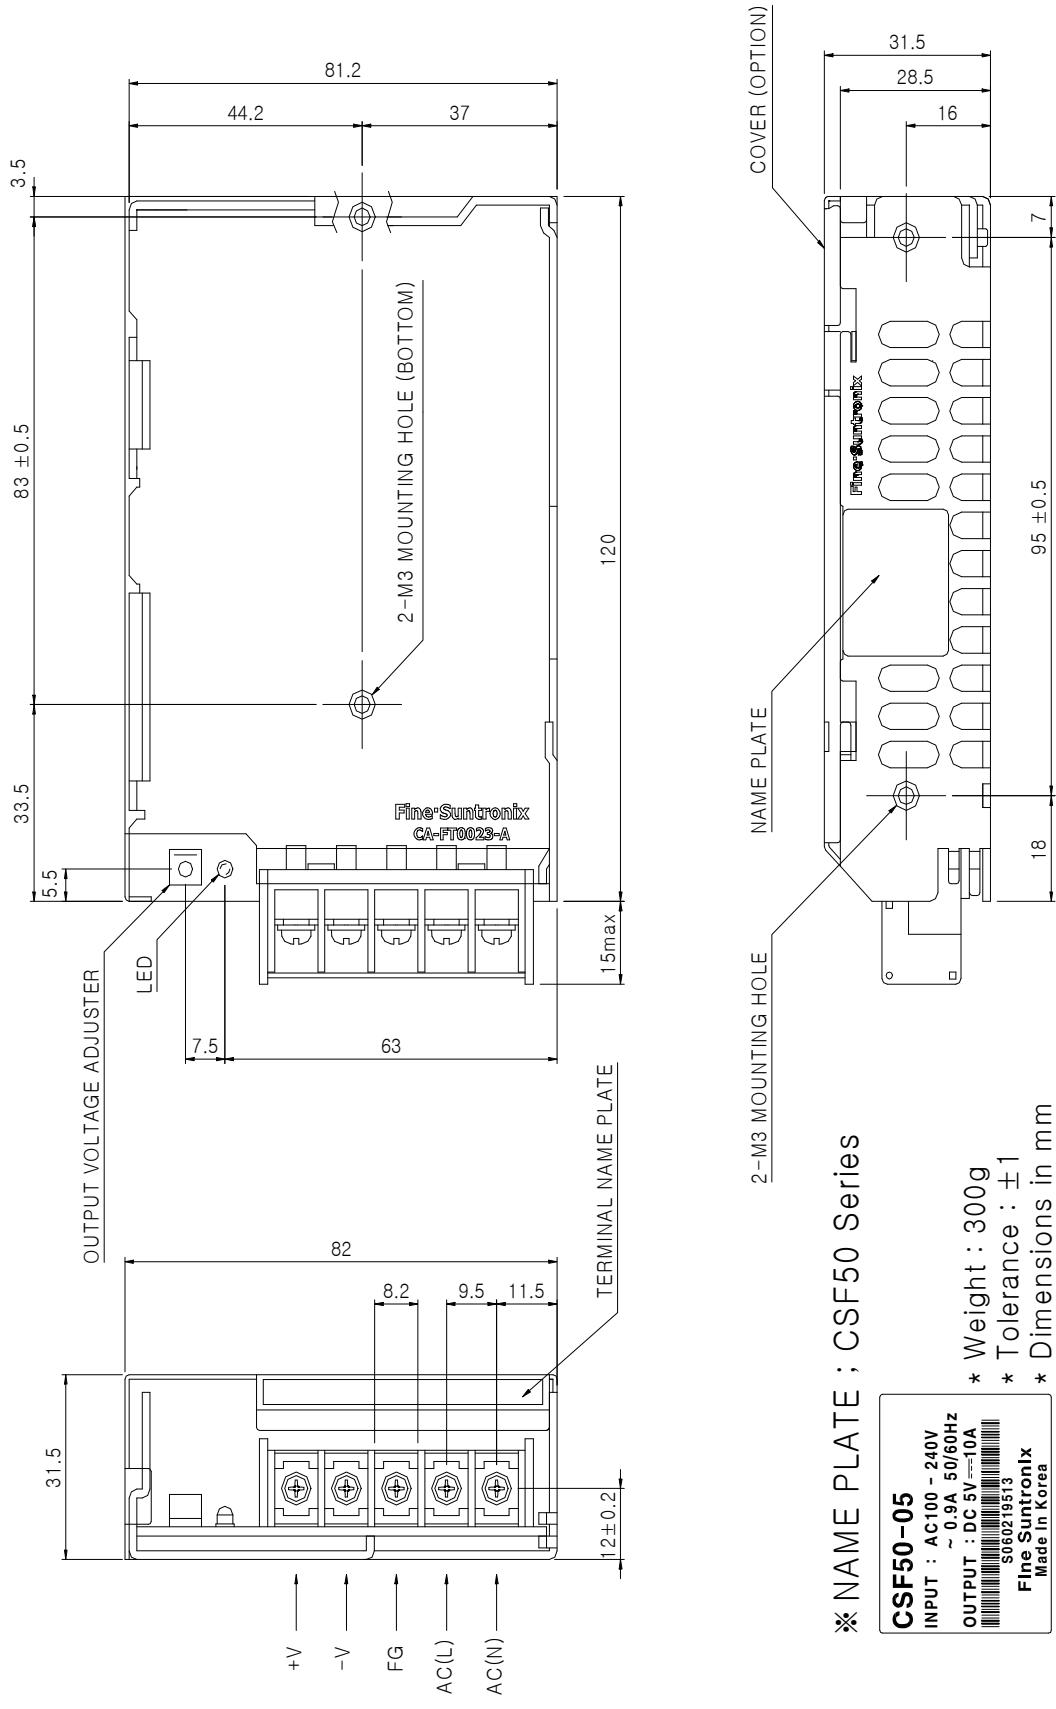 81.2
44.2
37
3.5
83 ±0.5
33.5
5.5
120
15max
2-M3 MOUNTING HOLE (BOTTOM)
Fine·Suntronix
CA-FT0023-A
OUTPUT VOLTAGE ADJUSTER
LED
7.5
63
COVER (OPTION)
31.5
28.5
16
7
95 ±0.5
18
Fine·Suntronix
NAME PLATE
2-M3 MOUNTING HOLE
82
8.2
9.5
11.5
TERMINAL NAME PLATE
31.5
12±0.2
+V
-V
FG
AC(L)
AC(N)
※ NAME PLATE ; CSF50 Series
CSF50-05
INPUT : AC100 - 240V
~ 0.9A 50/60Hz
OUTPUT : DC 5V⎓10A
S060219513
Fine Suntronix
Made In Korea
* Weight : 300g
* Tolerance : ±1
* Dimensions in mm